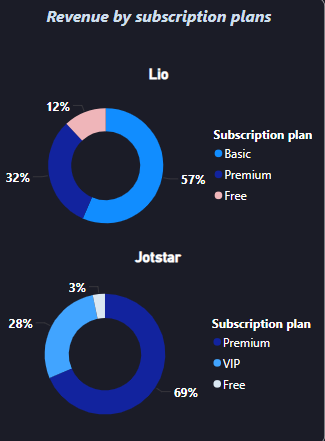 Revenue by subscription plans
Lio
12%
32%
57%
Subscription plan
Basic
Premium
Free
Jotstar
3%
28%
69%
Subscription plan
Premium
VIP
Free